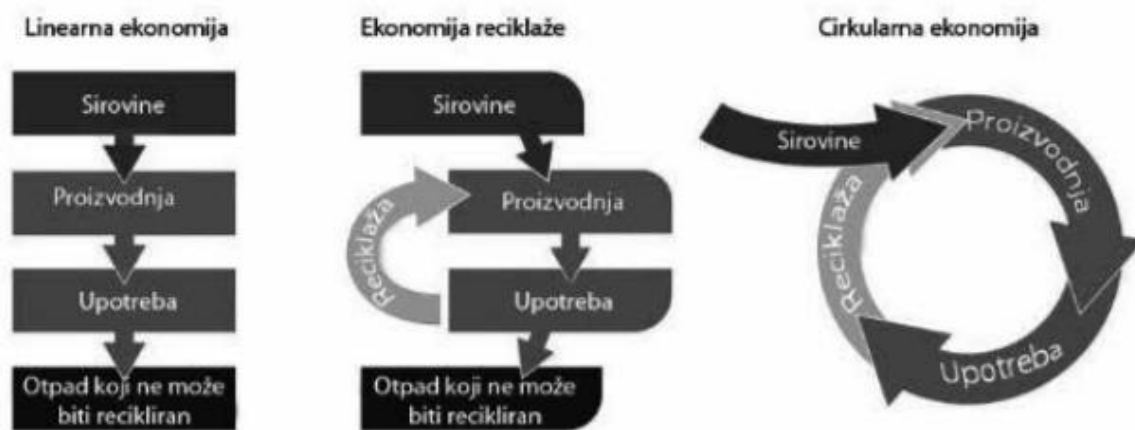 Linearna ekonomija
Sirovine
Proizvodnja
Upotreba
Otpad koji ne može
biti recikliran
Ekonomija reciklaže
Sirovine
Proizvodnja
Reciklaža
Upotreba
Otpad koji ne može
biti recikliran
Cirkularna ekonomija
Sirovine
Proizvodnja
Upotreba
Reciklaža